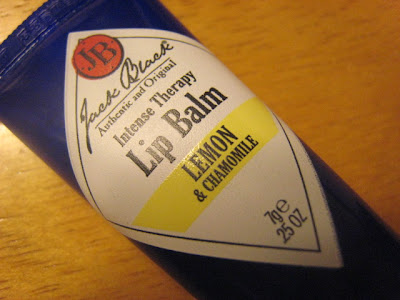 JB
Jack Black
Authentic and Original
Intense Therapy
Lip Balm
LEMON
& CHAMOMILE
7g℮
.25 OZ